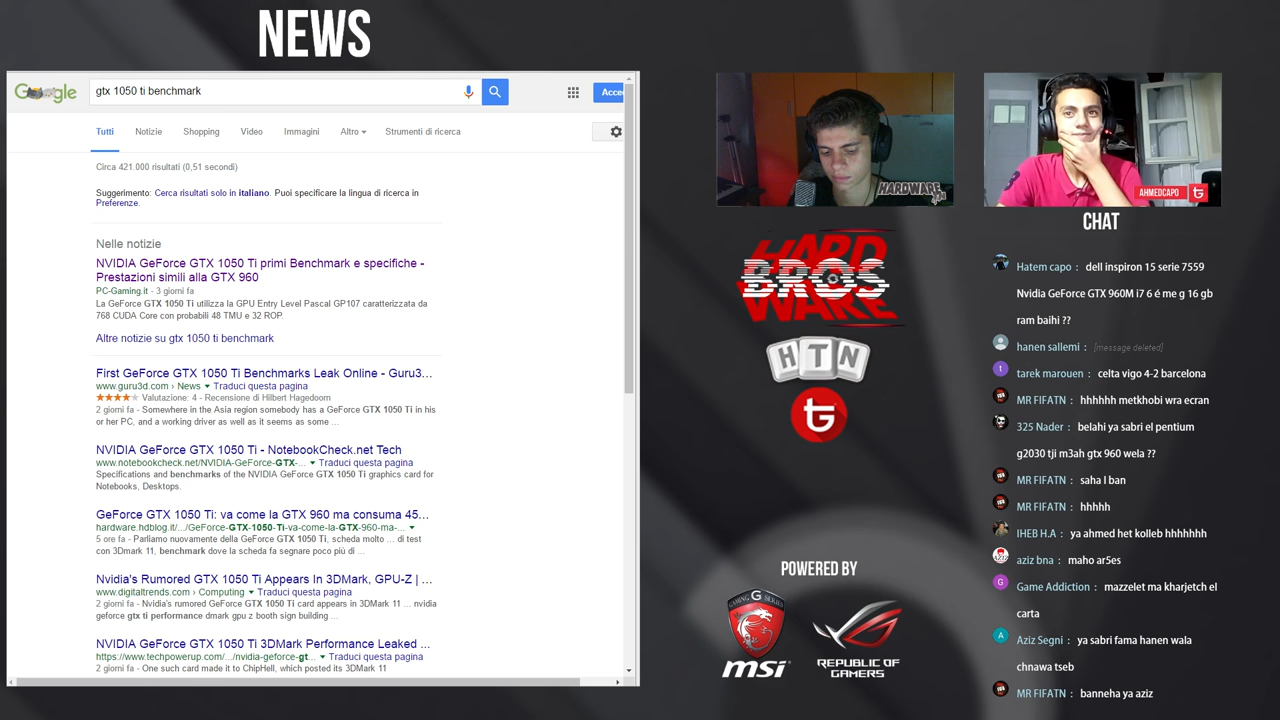 NEWS
Google
gtx 1050 ti benchmark
Acce
Tutti
Notizie
Shopping
Video
Immagini
Altro
Strumenti di ricerca
Circa 421.000 risultati (0,51 secondi)
Suggerimento: Cerca risultati solo in italiano. Puoi specificare la lingua di ricerca in
Preferenze.
Nelle notizie
NVIDIA GeForce GTX 1050 Ti primi Benchmark e specifiche -
Prestazioni simili alla GTX 960
PC-Gaming.it - 3 giorni fa
La GeForce GTX 1050 Ti utilizza la GPU Entry Level Pascal GP107 caratterizzata da
768 CUDA Core con probabili 48 TMU e 32 ROP.
Altre notizie su gtx 1050 ti benchmark
First GeForce GTX 1050 Ti Benchmarks Leak Online - Guru3...
www.guru3d.com › News Traduci questa pagina
Valutazione: 4 - Recensione di Hilbert Hagedoorn
2 giorni fa - Somewhere in the Asia region somebody has a GeForce GTX 1050 Ti in his
or her PC, and a working driver as well as it seems as some ...
NVIDIA GeForce GTX 1050 Ti - NotebookCheck.net Tech
www.notebookcheck.net/NVIDIA-GeForce-GTX-... Traduci questa pagina
Specifications and benchmarks of the NVIDIA GeForce GTX 1050 Ti graphics card for
Notebooks, Desktops.
GeForce GTX 1050 Ti: va come la GTX 960 ma consuma 45...
hardware.hdblog.it/.../GeForce-GTX-1050-Ti-va-come-la-GTX-960-ma-...
5 ore fa - Parliamo nuovamente della GeForce GTX 1050 Ti, scheda molto ... di test
con 3DMark 11, benchmark dove la scheda fa segnare poco più di ...
Nvidia's Rumored GTX 1050 Ti Appears In 3DMark, GPU-Z | ...
www.digitaltrends.com › Computing Traduci questa pagina
2 giorni fa - Nvidia's rumored GeForce GTX 1050 Ti card appears in 3DMark 11 ... nvidia
geforce gtx ti performance dmark gpu z booth sign building ...
NVIDIA GeForce GTX 1050 Ti 3DMark Performance Leaked ...
https://www.techpowerup.com/.../nvidia-geforce-gt... Traduci questa pagina
2 giorni fa - One such card made it to ChipHell, which posted its 3DMark 11
HARDWARE
AHMEDCAPO
HARD
BROS
WARE
HTN
POWERED BY
GAMING G SERIES
msi
REPUBLIC OF
GAMERS
CHAT
Hatem capo : dell inspiron 15 serie 7559
Nvidia GeForce GTX 960M i7 6 é me g 16 gb
ram baihi ??
hanen sallemi : [message deleted]
tarek marouen : celta vigo 4-2 barcelona
MR FIFATN : hhhhhh metkhobi wra ecran
325 Nader : belahi ya sabri el pentium
g2030 tji m3ah gtx 960 wela ??
MR FIFATN : saha l ban
MR FIFATN : hhhhh
IHEB H.A : ya ahmed het kolleb hhhhhhh
aziz bna : maho ar5es
Game Addiction : mazzelet ma kharjetch el
carta
Aziz Segni : ya sabri fama hanen wala
chnawa tseb
MR FIFATN : banneha ya aziz